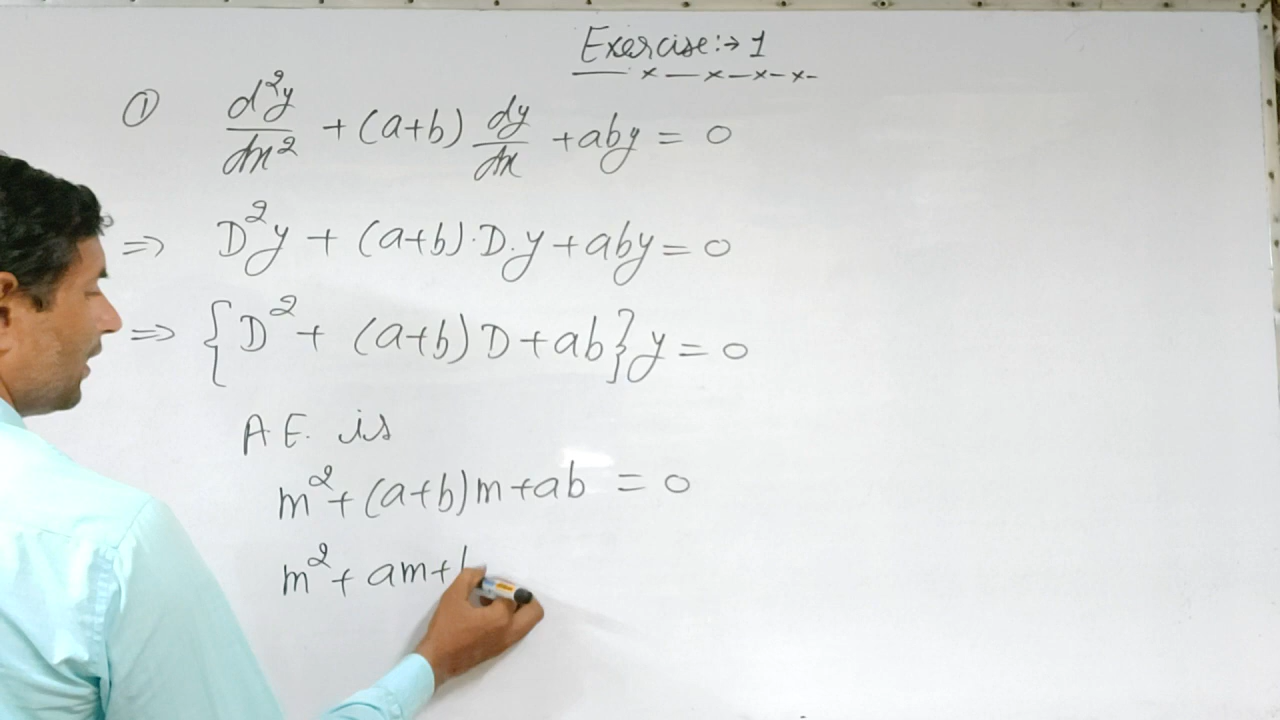 Exercise:→ 1
① d²y/dx² + (a+b) dy/dx + aby = 0
⇒ D²y + (a+b)·D.y + aby = 0
⇒ {D² + (a+b) D + ab}y = 0
A.E. is
m² + (a+b)m + ab = 0
m² + am +